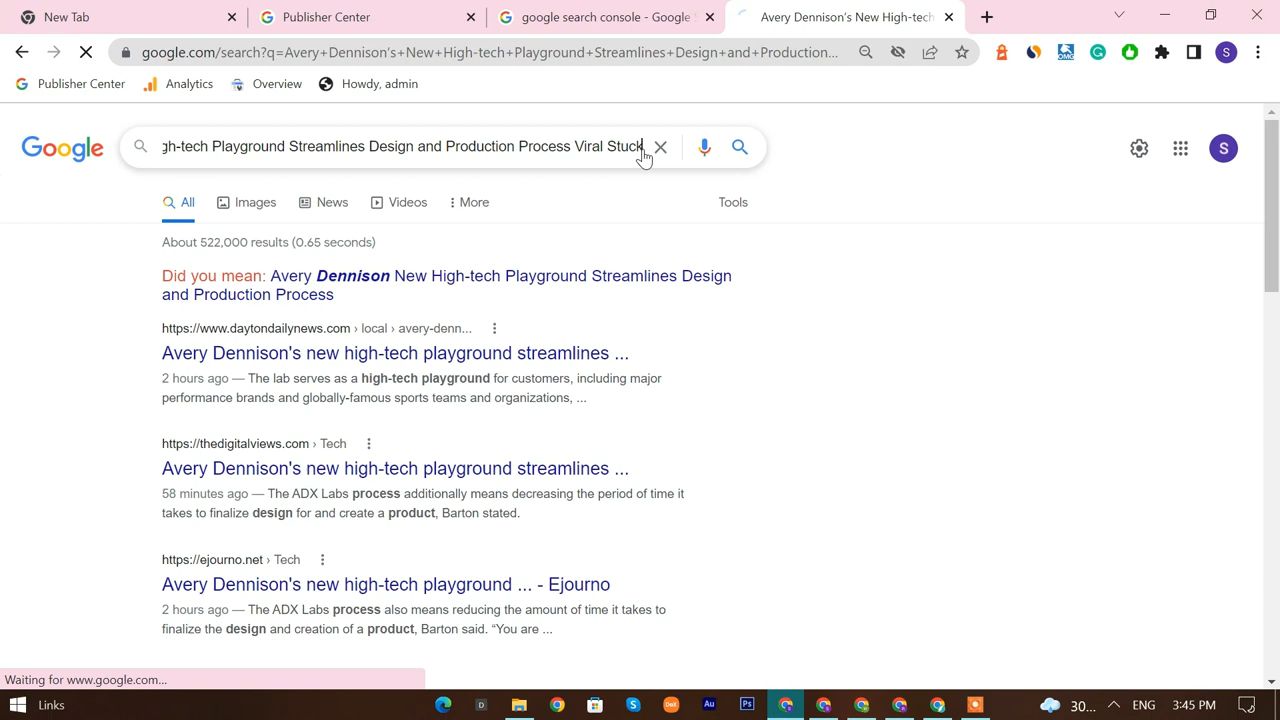 New Tab
Publisher Center
google search console - Google S
Avery Dennison's New High-tech
google.com/search?q=Avery+Dennison's+New+High-tech+Playground+Streamlines+Design+and+Production...
S
Publisher Center
Analytics
Overview
Howdy, admin
Google
gh-tech Playground Streamlines Design and Production Process Viral Stuck
S
All
Images
News
Videos
More
Tools
About 522,000 results (0.65 seconds)
Did you mean: Avery Dennison New High-tech Playground Streamlines Design
and Production Process
https://www.daytondailynews.com › local › avery-denn...
Avery Dennison's new high-tech playground streamlines ...
2 hours ago — The lab serves as a high-tech playground for customers, including major
performance brands and globally-famous sports teams and organizations, ...
https://thedigitalviews.com › Tech
Avery Dennison's new high-tech playground streamlines ...
58 minutes ago — The ADX Labs process additionally means decreasing the period of time it
takes to finalize design for and create a product, Barton stated.
https://ejourno.net › Tech
Avery Dennison's new high-tech playground ... - Ejourno
2 hours ago — The ADX Labs process also means reducing the amount of time it takes to
finalize the design and creation of a product, Barton said. “You are ...
Waiting for www.google.com...
Links
30...
ENG
3:45 PM